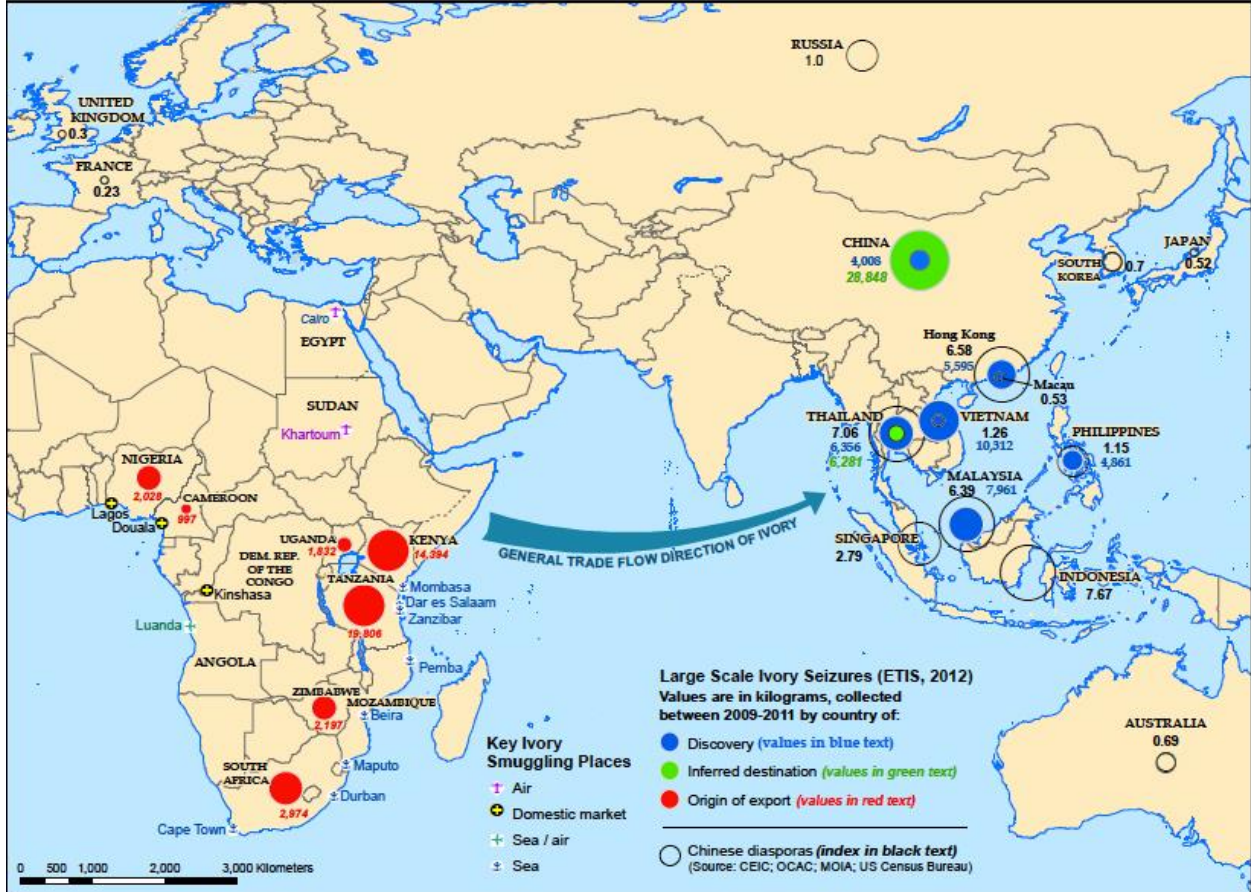 RUSSIA
1.0
UNITED
KINGDOM
0.3
FRANCE
0.23
CHINA
4,008
28,848
SOUTH
KOREA
0.7
JAPAN
0.52
Cairo
EGYPT
Hong Kong
6.58
5,595
Macau
0.53
SUDAN
Khartoum
THAILAND
7.06
6,356
6,281
VIETNAM
1.26
10,312
PHILIPPINES
1.15
4,861
NIGERIA
2,028
CAMEROON
997
Lagos
Douala
MALAYSIA
6.39 7,961
UGANDA
1,832
KENYA
14,394
GENERAL TRADE FLOW DIRECTION OF IVORY
SINGAPORE
2.79
DEM. REP.
OF THE
CONGO
TANZANIA
19,806
Kinshasa
Mombasa
Dar es Salaam
Zanzibar
INDONESIA
7.67
Luanda
ANGOLA
Pemba
ZIMBABWE
2,197
MOZAMBIQUE
Beira
SOUTH
AFRICA
2,974
Maputo
Durban
Cape Town
AUSTRALIA
0.69
Key Ivory
Smuggling Places
Air
Domestic market
Sea / air
Sea
Large Scale Ivory Seizures (ETIS, 2012)
Values are in kilograms, collected
between 2009-2011 by country of:
Discovery (values in blue text)
Inferred destination (values in green text)
Origin of export (values in red text)
Chinese diasporas (index in black text)
(Source: CEIC; OCAC; MOIA; US Census Bureau)
0 500 1,000 2,000 3,000 Kilometers